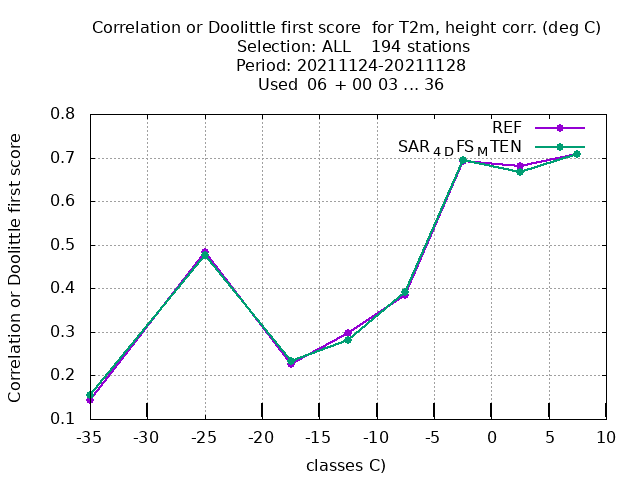 Correlation or Doolittle first score  for T2m, height corr. (deg C)
Selection: ALL    194 stations
Period: 20211124-20211128
Used  06 + 00 03 ... 36
REF
SAR4DFSMTEN
Correlation or Doolittle first score
0.8
0.7
0.6
0.5
0.4
0.3
0.2
0.1
-35 -30 -25 -20 -15 -10 -5 0 5 10
classes C)